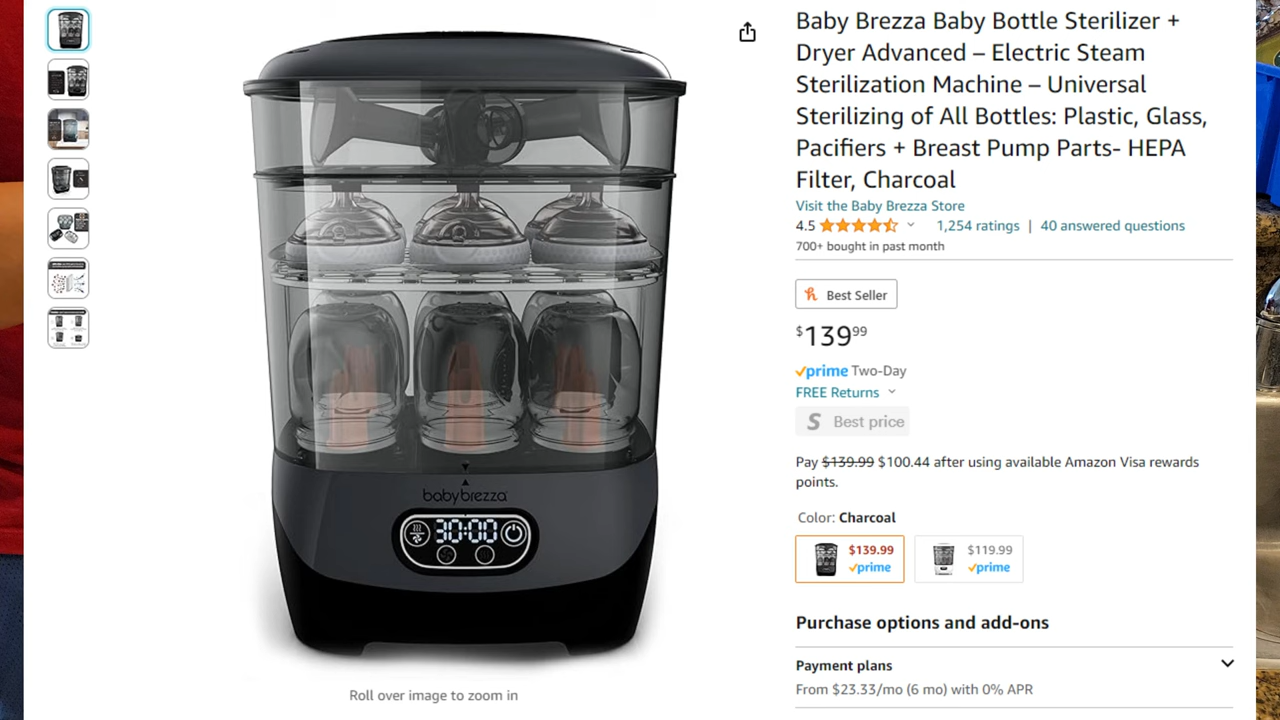 Baby Brezza Baby Bottle Sterilizer +
Dryer Advanced – Electric Steam
Sterilization Machine – Universal
Sterilizing of All Bottles: Plastic, Glass,
Pacifiers + Breast Pump Parts- HEPA
Filter, Charcoal
Visit the Baby Brezza Store
4.5 1,254 ratings | 40 answered questions
700+ bought in past month
Best Seller
$139.99
prime Two-Day
FREE Returns
S Best price
Pay $139.99 $100.44 after using available Amazon Visa rewards
points.
Color: Charcoal
$139.99 $119.99
prime prime
Purchase options and add-ons
Payment plans
From $23.33/mo (6 mo) with 0% APR
babybrezza
30:00
Roll over image to zoom in